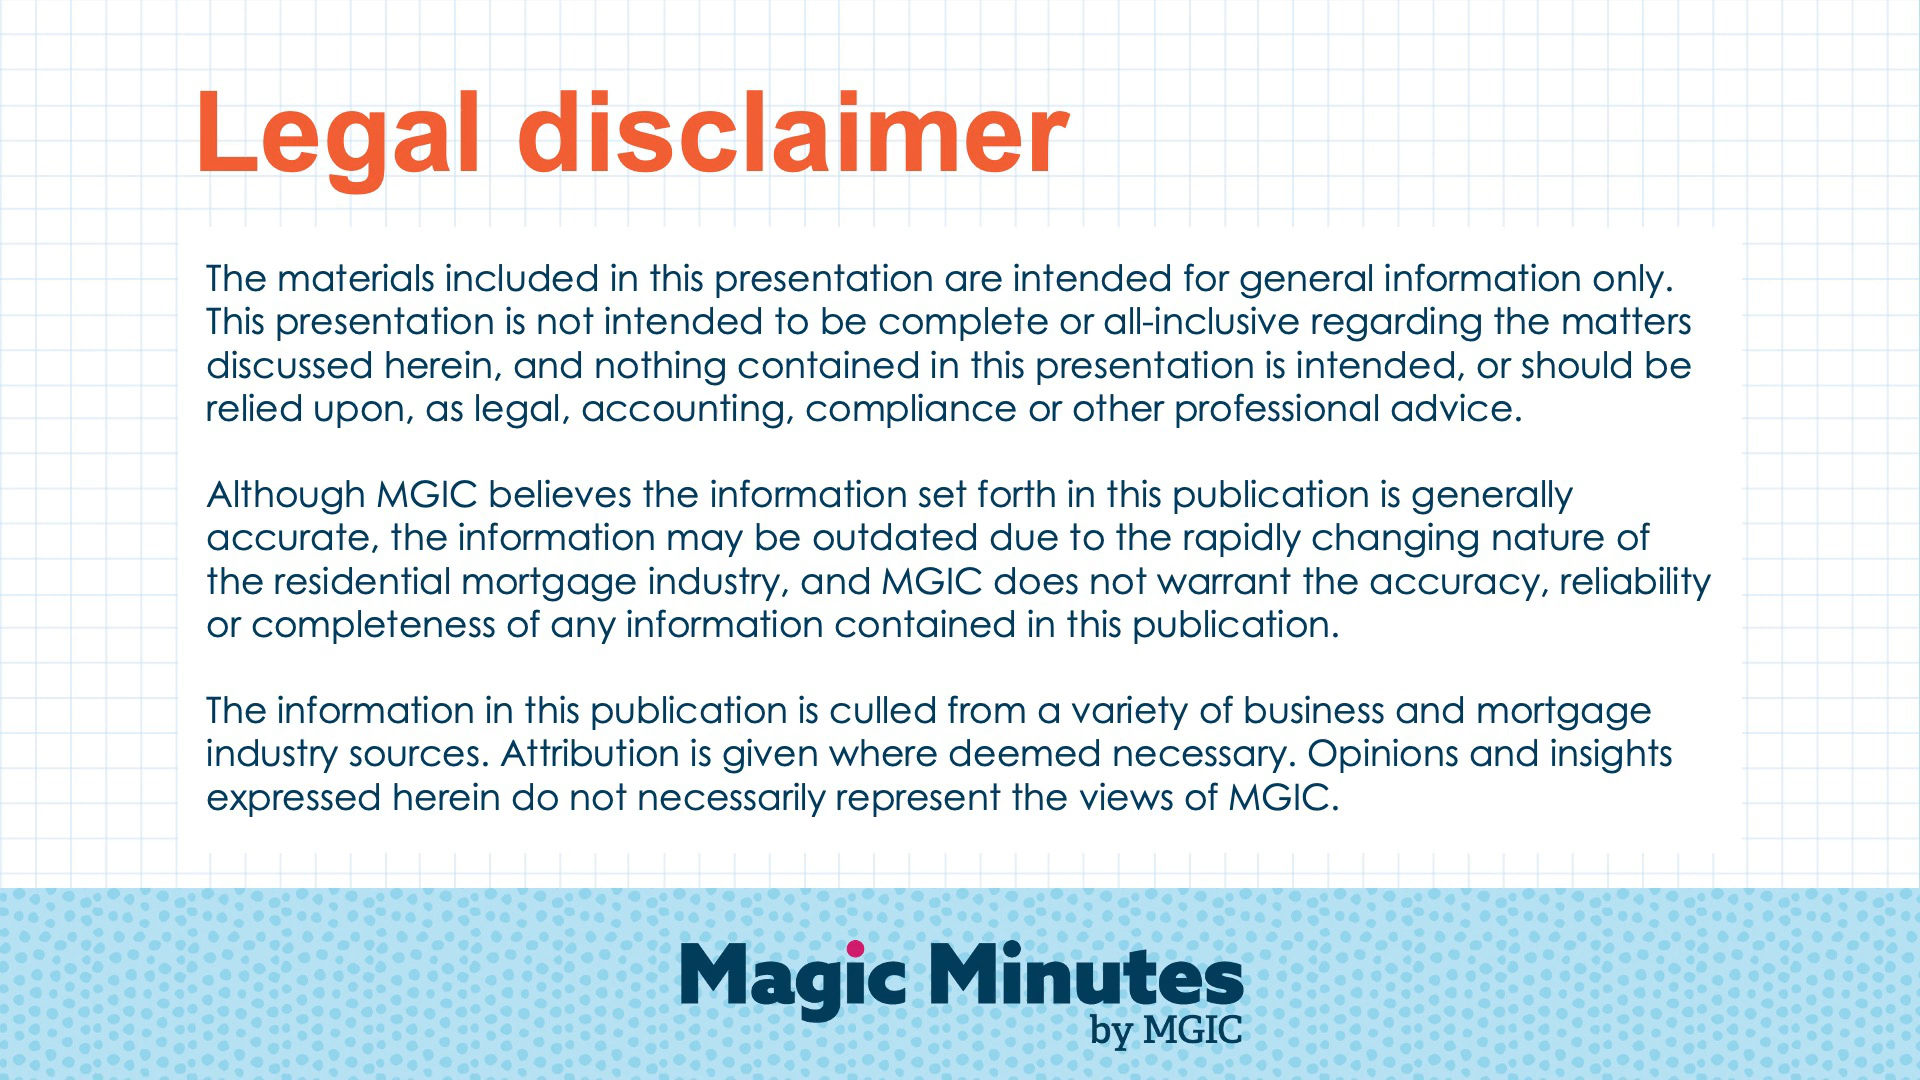 Legal disclaimer
The materials included in this presentation are intended for general information only.
This presentation is not intended to be complete or all-inclusive regarding the matters
discussed herein, and nothing contained in this presentation is intended, or should be
relied upon, as legal, accounting, compliance or other professional advice.
Although MGIC believes the information set forth in this publication is generally
accurate, the information may be outdated due to the rapidly changing nature of
the residential mortgage industry, and MGIC does not warrant the accuracy, reliability
or completeness of any information contained in this publication.
The information in this publication is culled from a variety of business and mortgage
industry sources. Attribution is given where deemed necessary. Opinions and insights
expressed herein do not necessarily represent the views of MGIC.
Magic Minutes
by MGIC